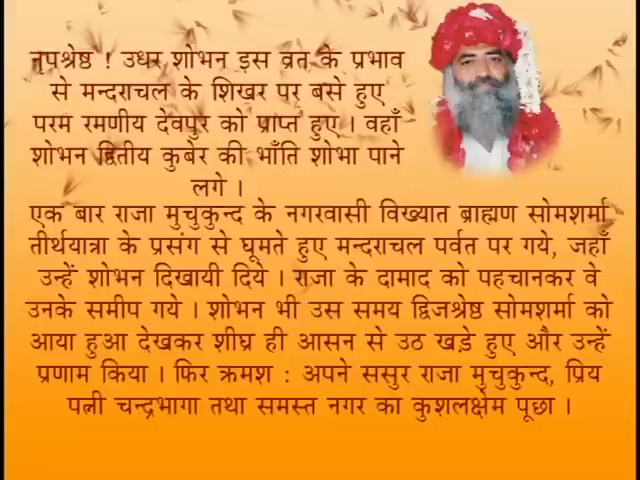 नृपश्रेष्ठ ! उधर शोभन इस व्रत के प्रभाव
से मन्दराचल के शिखर पर बसे हुए
परम रमणीय देवपुर को प्राप्त हुए । वहाँ
शोभन द्वितीय कुबेर की भाँति शोभा पाने
लगे ।
एक बार राजा मुचुकुन्द के नगरवासी विख्यात ब्राह्मण सोमशर्मा
तीर्थयात्रा के प्रसंग से घूमते हुए मन्दराचल पर्वत पर गये, जहाँ
उन्हें शोभन दिखायी दिये । राजा के दामाद को पहचानकर वे
उनके समीप गये । शोभन भी उस समय द्विजश्रेष्ठ सोमशर्मा को
आया हुआ देखकर शीघ्र ही आसन से उठ खड़े हुए और उन्हें
प्रणाम किया । फिर क्रमश : अपने ससुर राजा मुचुकुन्द, प्रिय
पत्नी चन्द्रभागा तथा समस्त नगर का कुशलक्षेम पूछा ।